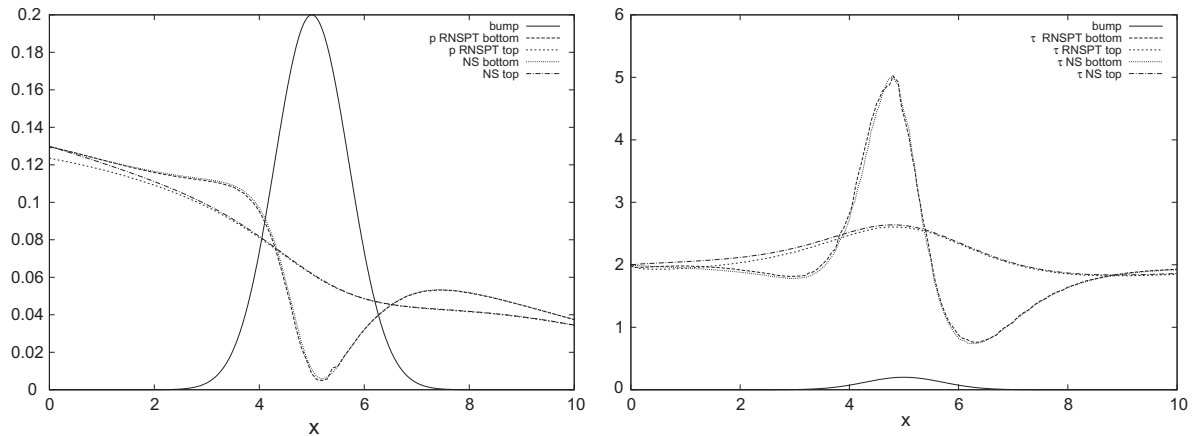 0.2
0.18
0.16
0.14
0.12
0.1
0.08
0.06
0.04
0.02
0
0 2 4 6 8 10
x
bump
p RNSPT bottom
p RNSPT top
NS bottom
NS top
6
5
4
3
2
1
0
0 2 4 6 8 10
x
bump
τ RNSPT bottom
τ RNSPT top
τ NS bottom
τ NS top